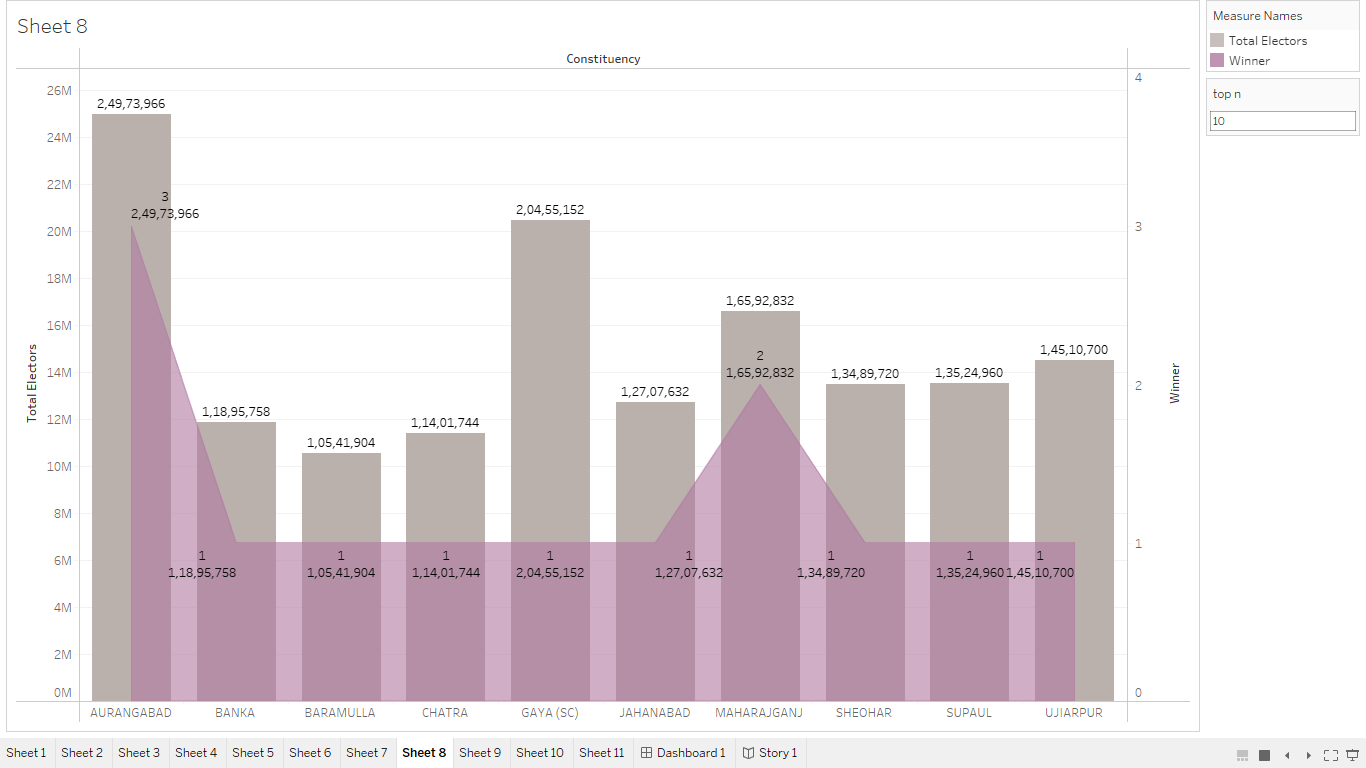 Sheet 8
Constituency
Total Electors
26M
24M
22M
20M
18M
16M
14M
12M
10M
8M
6M
4M
2M
0M
2,49,73,966
3
2,49,73,966
1,18,95,758
1
1,18,95,758
1,05,41,904
1
1,05,41,904
1,14,01,744
1
1,14,01,744
2,04,55,152
1
2,04,55,152
1,27,07,632
1
1,27,07,632
1,65,92,832
2
1,65,92,832
1,34,89,720
1
1,34,89,720
1,35,24,960
1
1,35,24,960
1,45,10,700
1
1,45,10,700
4
3
2
1
0
Winner
AURANGABAD BANKA BARAMULLA CHATRA GAYA (SC) JAHANABAD MAHARAJGANJ SHEOHAR SUPAUL UJIARPUR
Measure Names
Total Electors
Winner
top n
10
Sheet 1 Sheet 2 Sheet 3 Sheet 4 Sheet 5 Sheet 6 Sheet 7 Sheet 8 Sheet 9 Sheet 10 Sheet 11 Dashboard 1 Story 1